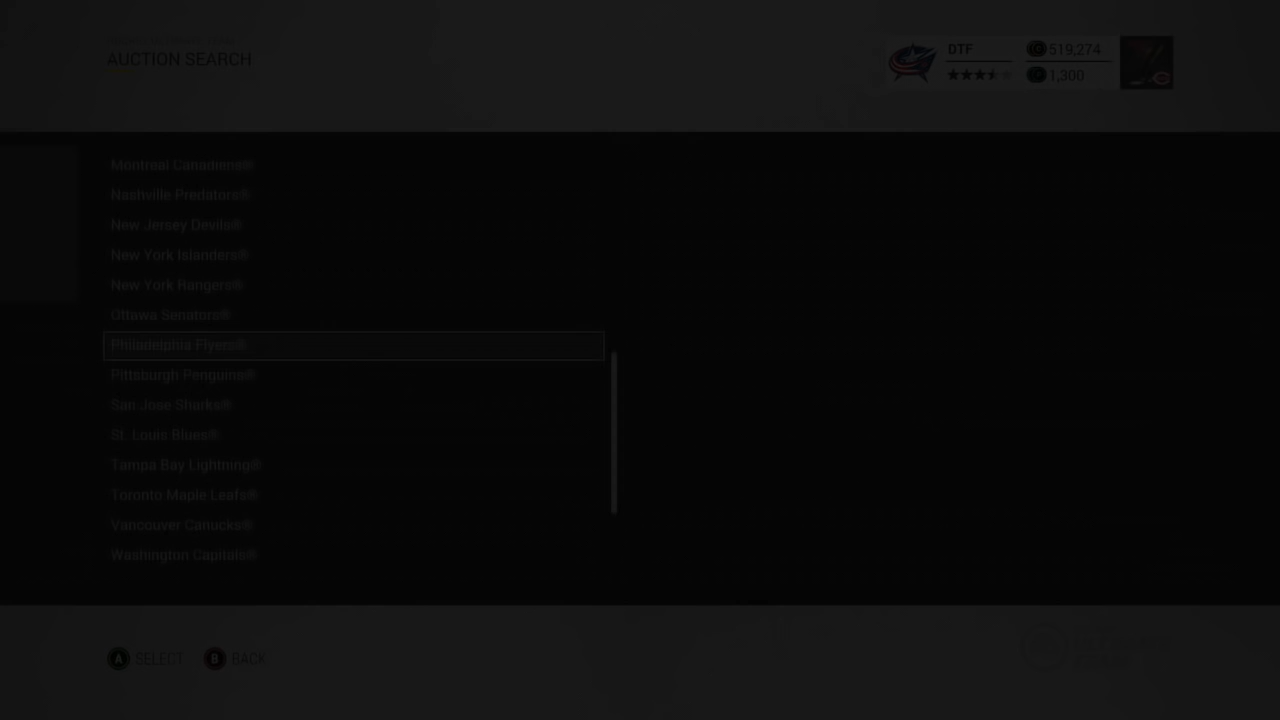 AUCTION SEARCH
DTF
519,274
1,300
Montreal Canadiens®
Nashville Predators®
New Jersey Devils®
New York Islanders®
New York Rangers®
Ottawa Senators®
Philadelphia Flyers®
Pittsburgh Penguins®
San Jose Sharks®
St. Louis Blues®
Tampa Bay Lightning®
Toronto Maple Leafs®
Vancouver Canucks®
Washington Capitals®
A SELECT B BACK